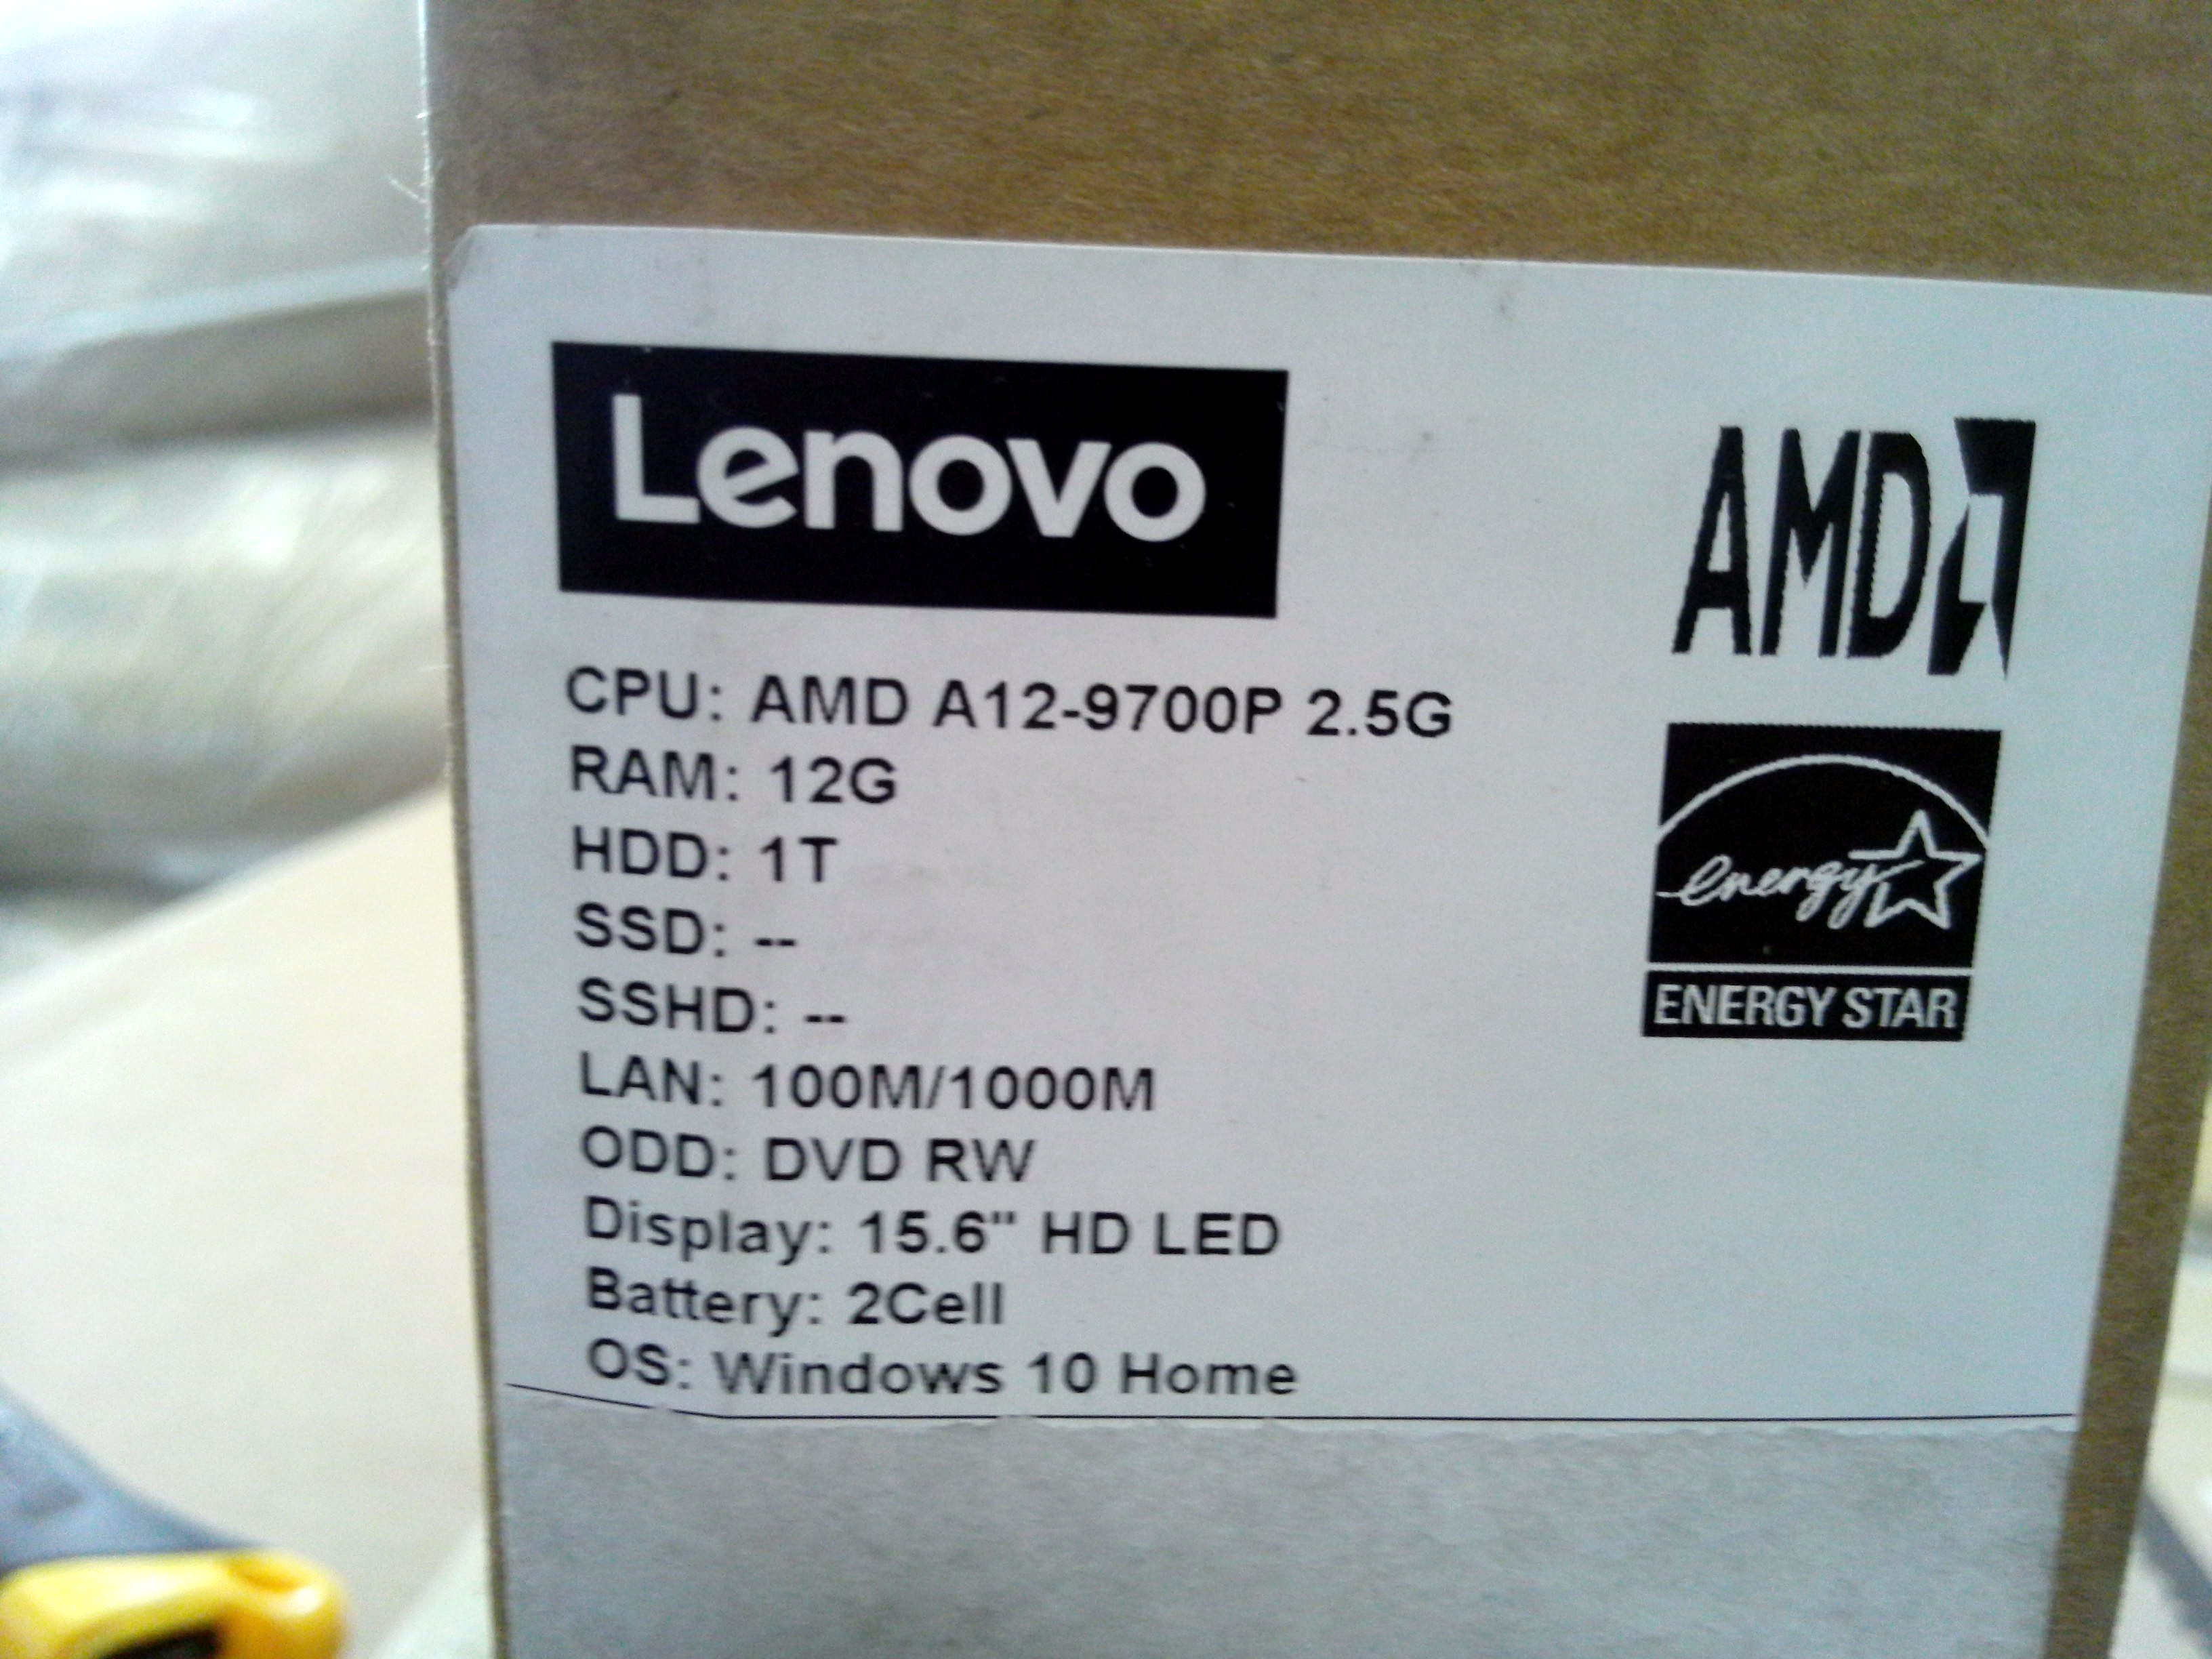 Lenovo
AMD
CPU: AMD A12-9700P 2.5G
RAM: 12G
HDD: 1T
SSD: --
SSHD: --
LAN: 100M/1000M
ODD: DVD RW
Display: 15.6" HD LED
Battery: 2Cell
OS: Windows 10 Home
energy
ENERGY STAR